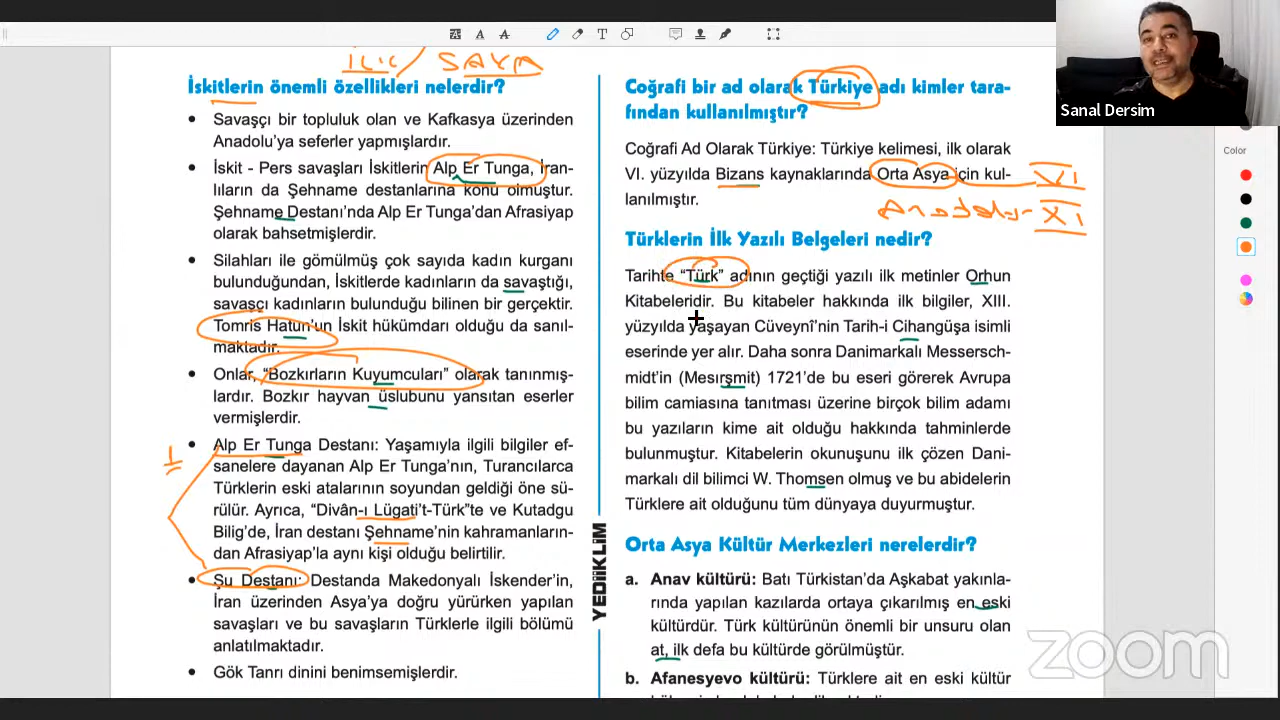 İLK / SAVAŞ
İskitlerin önemli özellikleri nelerdir?
• Savaşçı bir topluluk olan ve Kafkasya üzerinden
Anadolu'ya seferler yapmışlardır.
• İskit - Pers savaşları İskitlerin Alp Er Tunga, İran-
lıların da Şehname destanlarına konu olmuştur.
Şehname Destanı'nda Alp Er Tunga'dan Afrasiyap
olarak bahsetmişlerdir.
• Silahları ile gömülmüş çok sayıda kadın kurganı
bulunduğundan, İskitlerde kadınların da savaştığı,
savaşçı kadınların bulunduğu bilinen bir gerçektir.
Tomris Hatun'un İskit hükümdarı olduğu da sanıl-
maktadır.
• Onlar, “Bozkırların Kuyumcuları” olarak tanınmış-
lardır. Bozkır hayvan üslubunu yansıtan eserler
vermişlerdir.
• Alp Er Tunga Destanı: Yaşamıyla ilgili bilgiler ef-
sanelere dayanan Alp Er Tunga'nın, Turancılarca
Türklerin eski atalarının soyundan geldiği öne sü-
rülür. Ayrıca, “Divân-ı Lügati't-Türk”te ve Kutadgu
Bilig'de, İran destanı Şehname'nin kahramanların-
dan Afrasiyap'la aynı kişi olduğu belirtilir.
• Şu Destanı: Destanda Makedonyalı İskender'in,
İran üzerinden Asya'ya doğru yürürken yapılan
savaşları ve bu savaşların Türklerle ilgili bölümü
anlatılmaktadır.
• Gök Tanrı dinini benimsemişlerdir.
YEDİİKLİM
Coğrafi bir ad olarak Türkiye adı kimler tara-
fından kullanılmıştır?
Coğrafi Ad Olarak Türkiye: Türkiye kelimesi, ilk olarak
VI. yüzyılda Bizans kaynaklarında Orta Asya için kul-
lanılmıştır.
VI
Anadolu- XI
Türklerin İlk Yazılı Belgeleri nedir?
Tarihte “Türk” adının geçtiği yazılı ilk metinler Orhun
Kitabeleridir. Bu kitabeler hakkında ilk bilgiler, XIII.
yüzyılda yaşayan Cüveynî'nin Tarih-i Cihangüşa isimli
eserinde yer alır. Daha sonra Danimarkalı Messersch-
midt'in (Mesırşmit) 1721'de bu eseri görerek Avrupa
bilim camiasına tanıtması üzerine birçok bilim adamı
bu yazıların kime ait olduğu hakkında tahminlerde
bulunmuştur. Kitabelerin okunuşunu ilk çözen Dani-
markalı dil bilimci W. Thomsen olmuş ve bu abidelerin
Türklere ait olduğunu tüm dünyaya duyurmuştur.
Orta Asya Kültür Merkezleri nerelerdir?
a. Anav kültürü: Batı Türkistan'da Aşkabat yakınla-
rında yapılan kazılarda ortaya çıkarılmış en eski
kültürdür. Türk kültürünün önemli bir unsuru olan
at, ilk defa bu kültürde görülmüştür.
b. Afanesyevo kültürü: Türklere ait en eski kültür
Sanal Dersim
Color
zoom